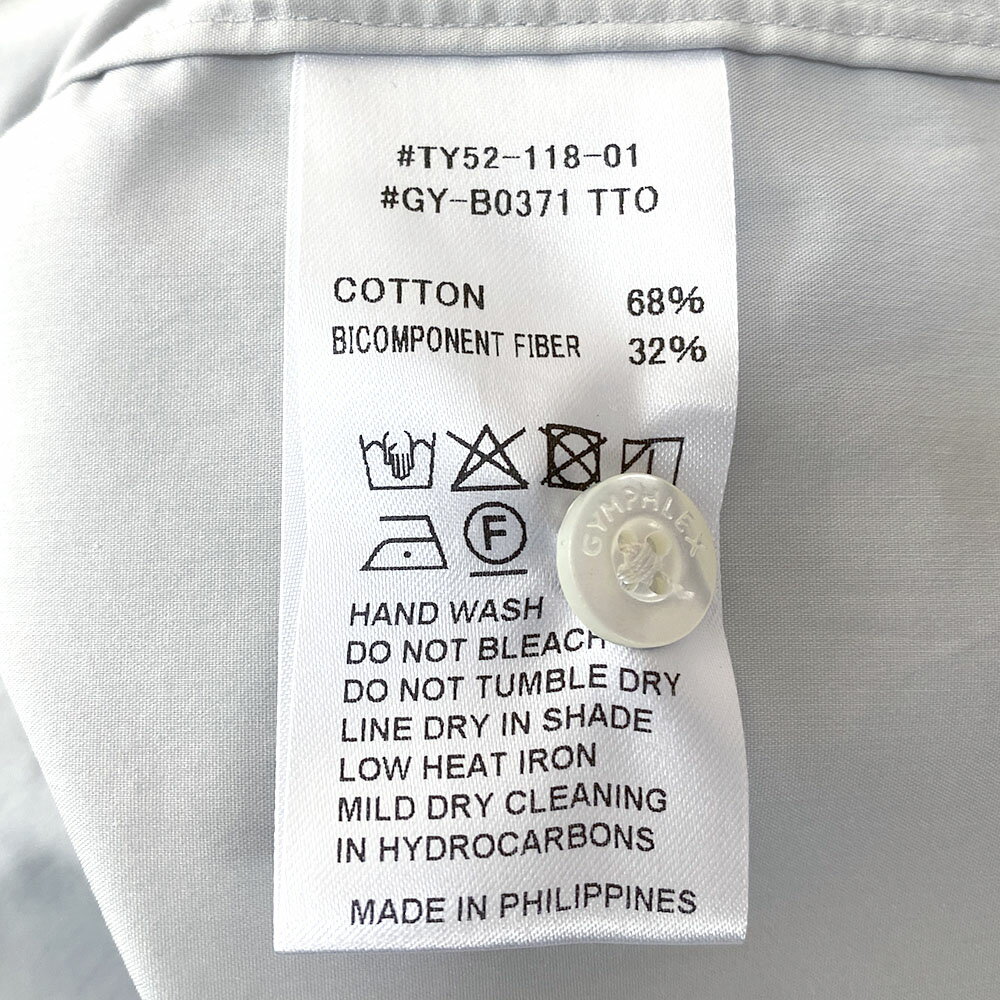 #TY52-118-01
#GY-B0371 TTO
COTTON 68%
BICOMPONENT FIBER 32%
F
GYMPHLEX
HAND WASH
DO NOT BLEACH
DO NOT TUMBLE DRY
LINE DRY IN SHADE
LOW HEAT IRON
MILD DRY CLEANING
IN HYDROCARBONS
MADE IN PHILIPPINES